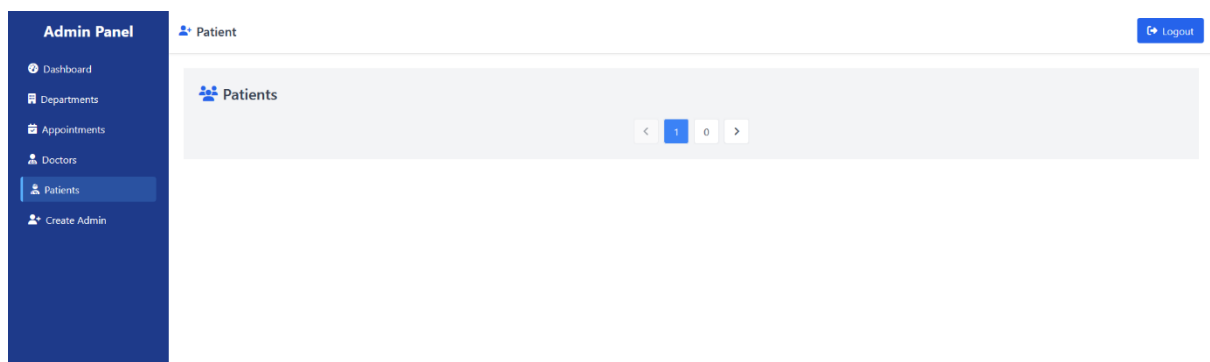 Admin Panel
Dashboard
Departments
Appointments
Doctors
Patients
Create Admin
Patient
Logout
Patients
< 1 0 >